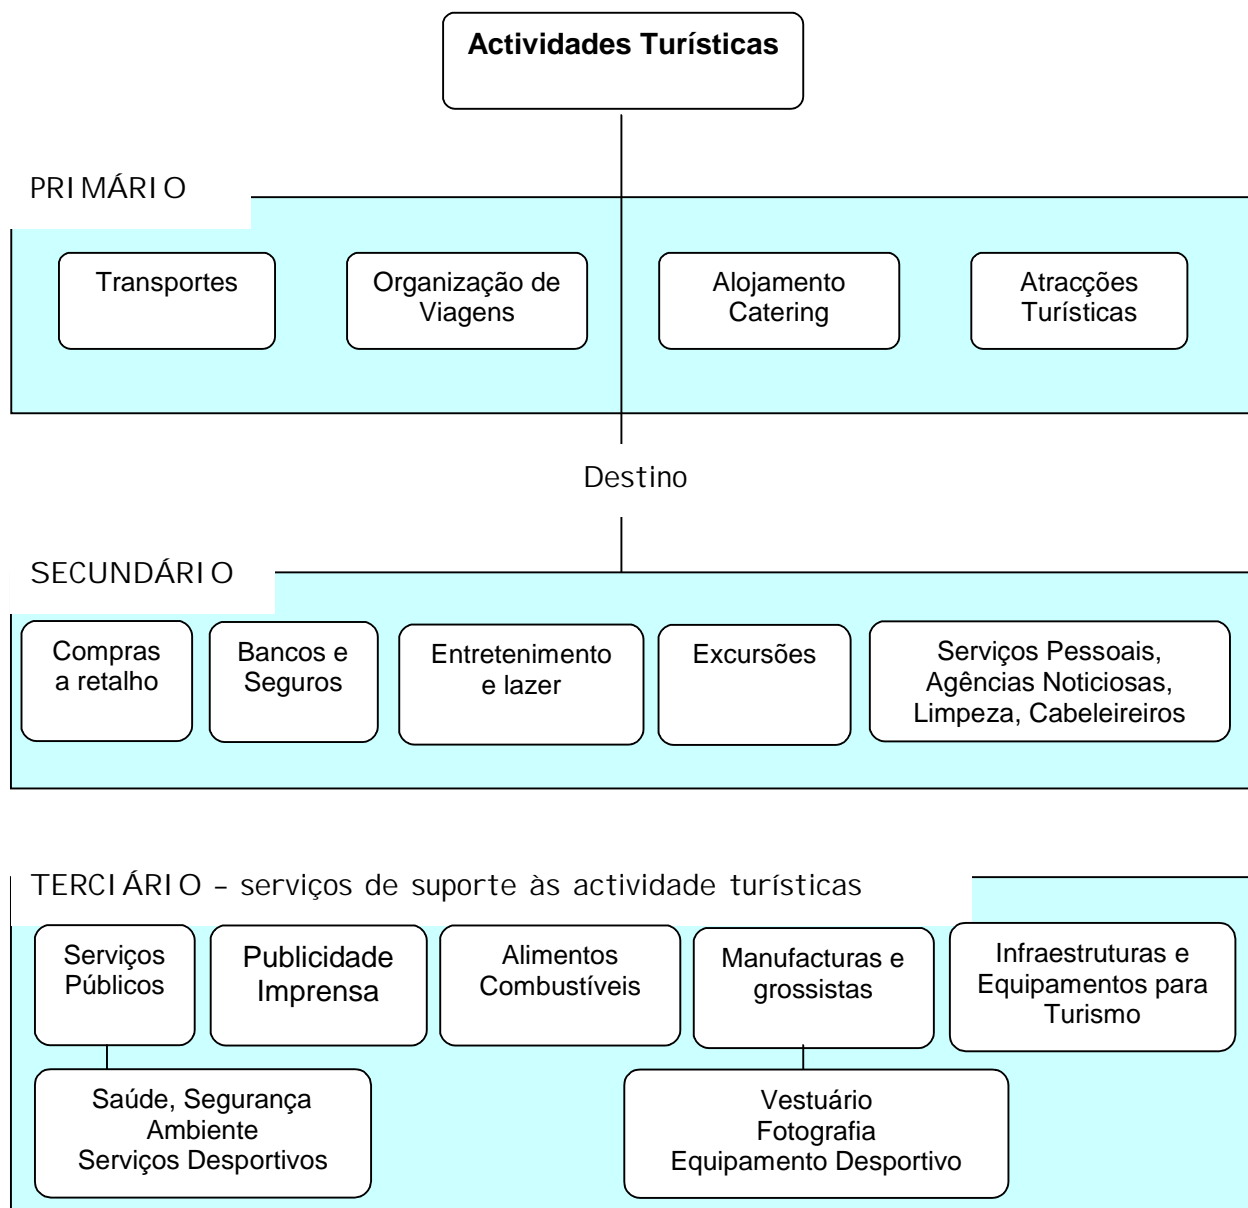 Actividades Turísticas
PRIMÁRIO
Transportes
Organização de
Viagens
Alojamento
Catering
Atracções
Turísticas
Destino
SECUNDÁRIO
Compras
a retalho
Bancos e
Seguros
Entretenimento
e lazer
Excursões
Serviços Pessoais,
Agências Noticiosas,
Limpeza, Cabeleireiros
TERCIÁRIO – serviços de suporte às actividade turísticas
Serviços
Públicos
Publicidade
Imprensa
Alimentos
Combustíveis
Manufacturas e
grossistas
Infraestruturas e
Equipamentos para
Turismo
Saúde, Segurança
Ambiente
Serviços Desportivos
Vestuário
Fotografia
Equipamento Desportivo